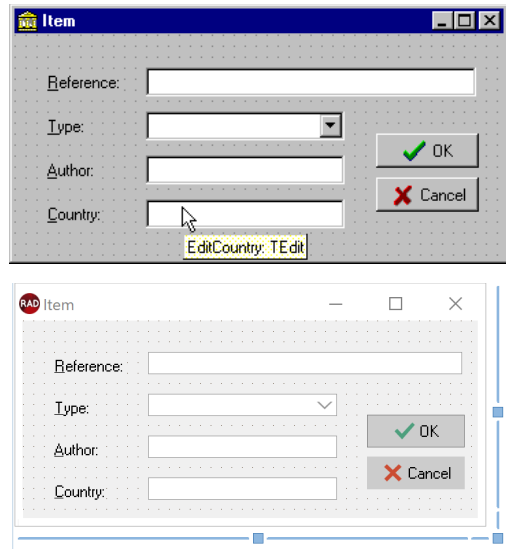 Item
Reference:
Type:
Author:
OK
Country:
Cancel
EditCountry: TEdit
RAD Item
Reference:
Type:
OK
Author:
Cancel
Country: